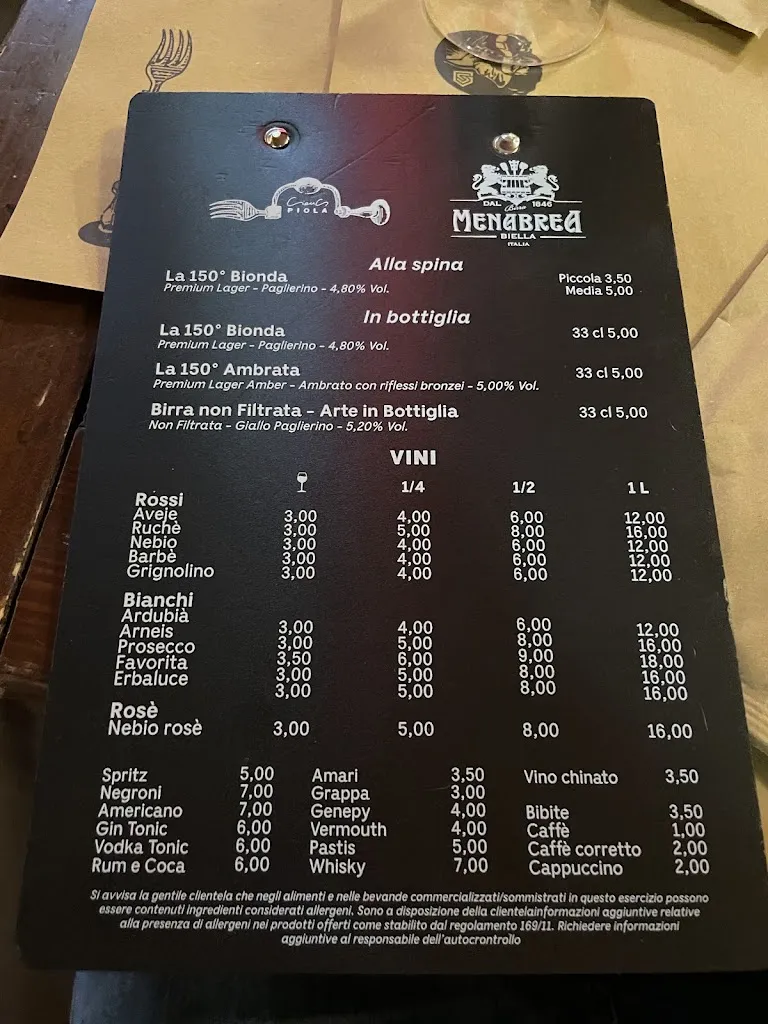 Cianci
PIOLA
DAL 1846
Birra
MENABREA
BIELLA
ITALIA
Alla spina
La 150° Bionda Piccola 3,50
Premium Lager - Paglierino - 4,80% Vol. Media 5,00
In bottiglia
La 150° Bionda 33 cl 5,00
Premium Lager - Paglierino - 4,80% Vol.
La 150° Ambrata 33 cl 5,00
Premium Lager Amber - Ambrato con riflessi bronzei - 5,00% Vol.
Birra non Filtrata - Arte in Bottiglia 33 cl 5,00
Non Filtrata - Giallo Paglierino - 5,20% Vol.
VINI
1/4 1/2 1 L
Rossi
Aveje 3,00 4,00 6,00 12,00
Ruchè 3,00 5,00 8,00 16,00
Nebio 3,00 4,00 6,00 12,00
Barbè 3,00 4,00 6,00 12,00
Grignolino 3,00 4,00 6,00 12,00
Bianchi
Ardubià 3,00 4,00 6,00 12,00
Arneis 3,00 5,00 8,00 16,00
Prosecco 3,50 6,00 9,00 18,00
Favorita 3,00 5,00 8,00 16,00
Erbaluce 3,00 5,00 8,00 16,00
Rosè
Nebio rosè 3,00 5,00 8,00 16,00
Spritz 5,00 Amari 3,50 Vino chinato 3,50
Negroni 7,00 Grappa 3,00
Americano 7,00 Genepy 4,00 Bibite 3,50
Gin Tonic 6,00 Vermouth 4,00 Caffè 1,00
Vodka Tonic 6,00 Pastis 5,00 Caffè corretto 2,00
Rum e Coca 6,00 Whisky 7,00 Cappuccino 2,00
Si avvisa la gentile clientela che negli alimenti e nelle bevande commercializzati/sommistrati in questo esercizio possono
essere contenuti ingredienti considerati allergeni. Sono a disposizione della clientelainformazioni aggiuntive relative
alla presenza di allergeni nei prodotti offerti come stabilito dal regolamento 169/11. Richiedere informazioni
aggiuntive al responsabile dell'autocrontrollo